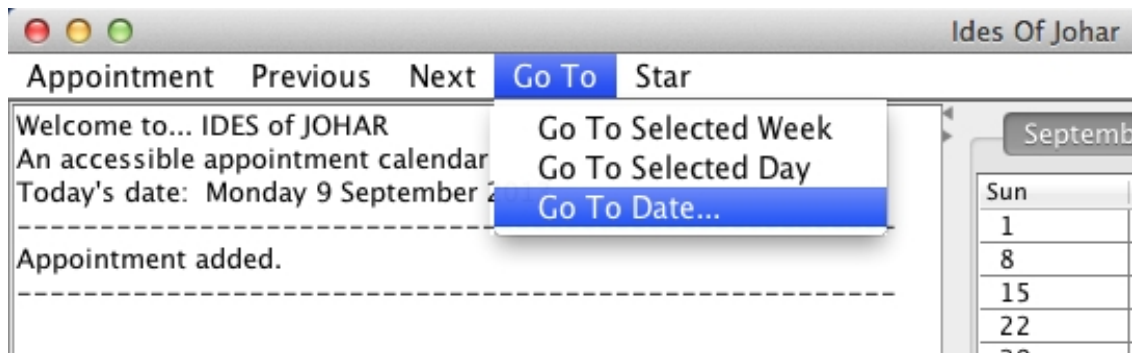 Ides Of Johar
Appointment Previous Next Go To Star
Go To Selected Week
Go To Selected Day
Go To Date...
Welcome to... IDES of JOHAR
An accessible appointment calendar
Today's date: Monday 9 September
Appointment added.
Septemb
Sun
1
8
15
22